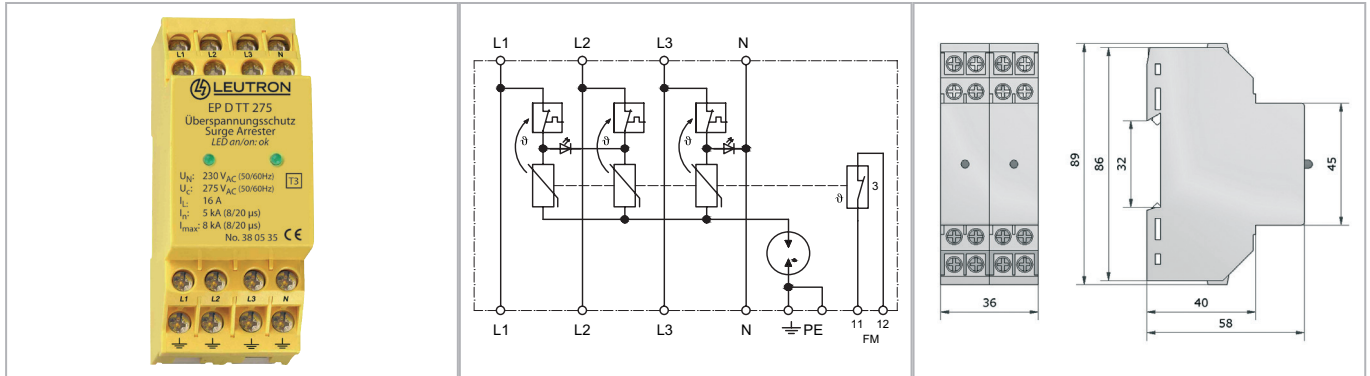 L1 L2 L3 N
LEUTRON
EP D TT 275
Überspannungsschutz
Surge Arrester
LED an/on: ok
UN: 230 VAC (50/60Hz)
UC: 275 VAC (50/60Hz)
T3
IL: 16 A
In: 5 kA (8/20 µs)
Imax: 8 kA (8/20 µs)
No. 38 05 35 CE
L1 L2 L3 N
L1 L2 L3 N
ϑ ϑ ϑ
ϑ 3
L1 L2 L3 N PE 11 12
FM
89 86 32 45
36 40
58